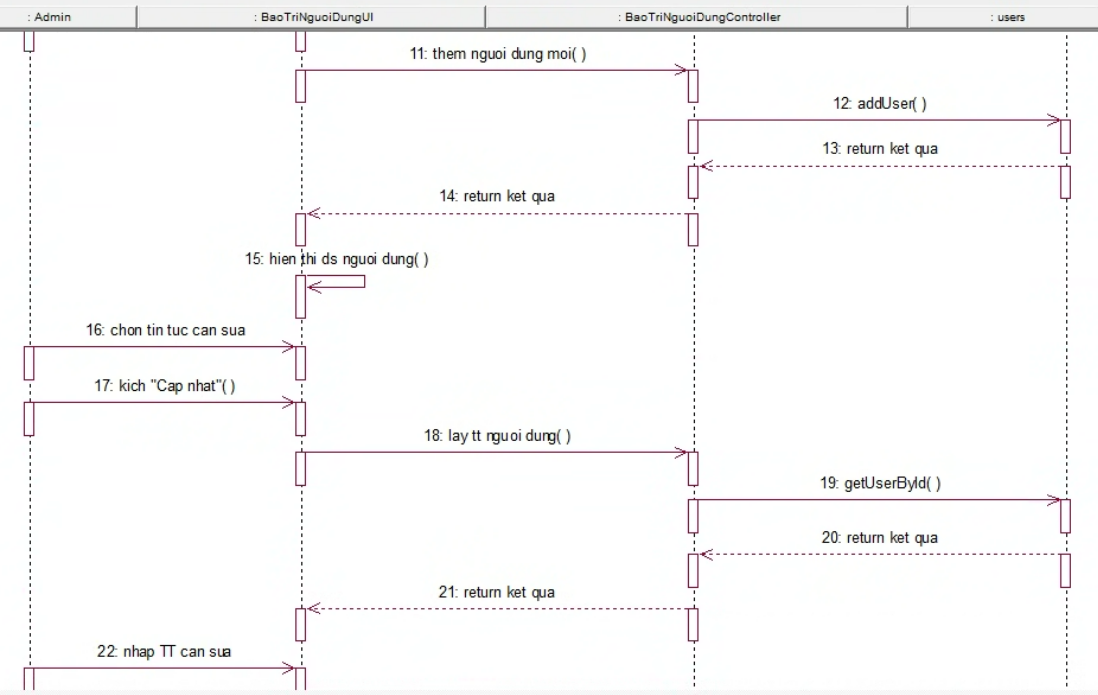 : Admin
: BaoTriNguoiDungUI
: BaoTriNguoiDungController
: users
11: them nguoi dung moi( )
12: addUser( )
13: return ket qua
14: return ket qua
15: hien thi ds nguoi dung( )
16: chon tin tuc can sua
17: kich "Cap nhat"( )
18: lay tt nguoi dung( )
19: getUserById( )
20: return ket qua
21: return ket qua
22: nhap TT can sua